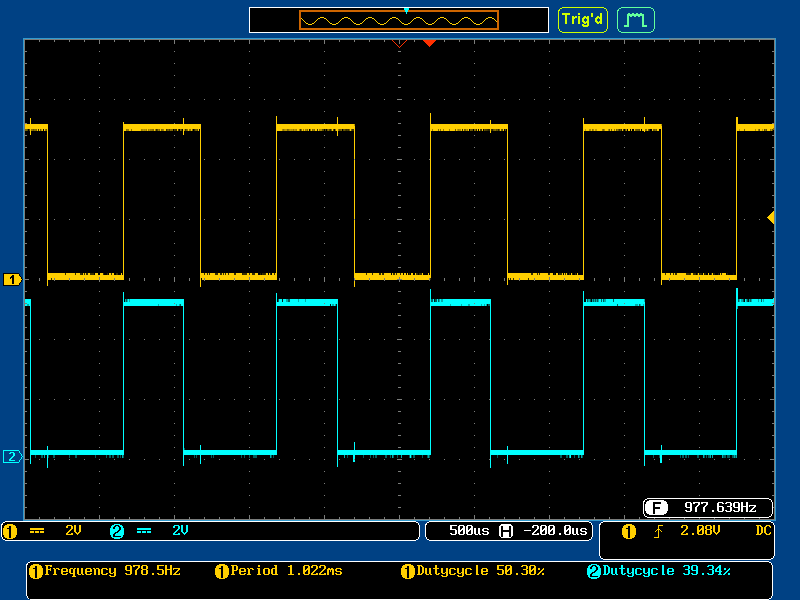 Trig'd
1
2
F 977.639Hz
1 2V 2 2V
500us H -200.0us
1 2.08V DC
1 Frequency 978.5Hz 1 Period 1.022ms 1 Dutycycle 50.30% 2 Dutycycle 39.34%